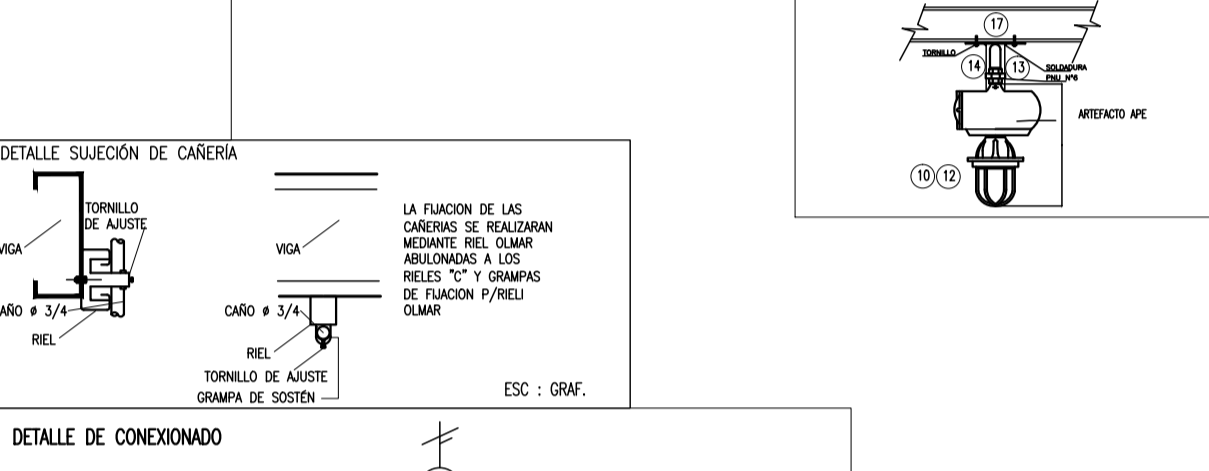 DETALLE SUJECIÓN DE CAÑERÍA
TORNILLO
DE AJUSTE
VIGA
AÑO ø 3/4
RIEL
VIGA
CAÑO ø 3/4
RIEL
TORNILLO DE AJUSTE
GRAMPA DE SOSTÉN
LA FIJACION DE LAS
CAÑERIAS SE REALIZARAN
MEDIANTE RIEL OLMAR
ABULONADAS A LOS
RIELES "C" Y GRAMPAS
DE FIJACION P/RIELI
OLMAR
ESC : GRAF.
17
TORNILLO
14
13
SOLDADURA
PNU N°6
ARTEFACTO APE
10 12
DETALLE DE CONEXIONADO